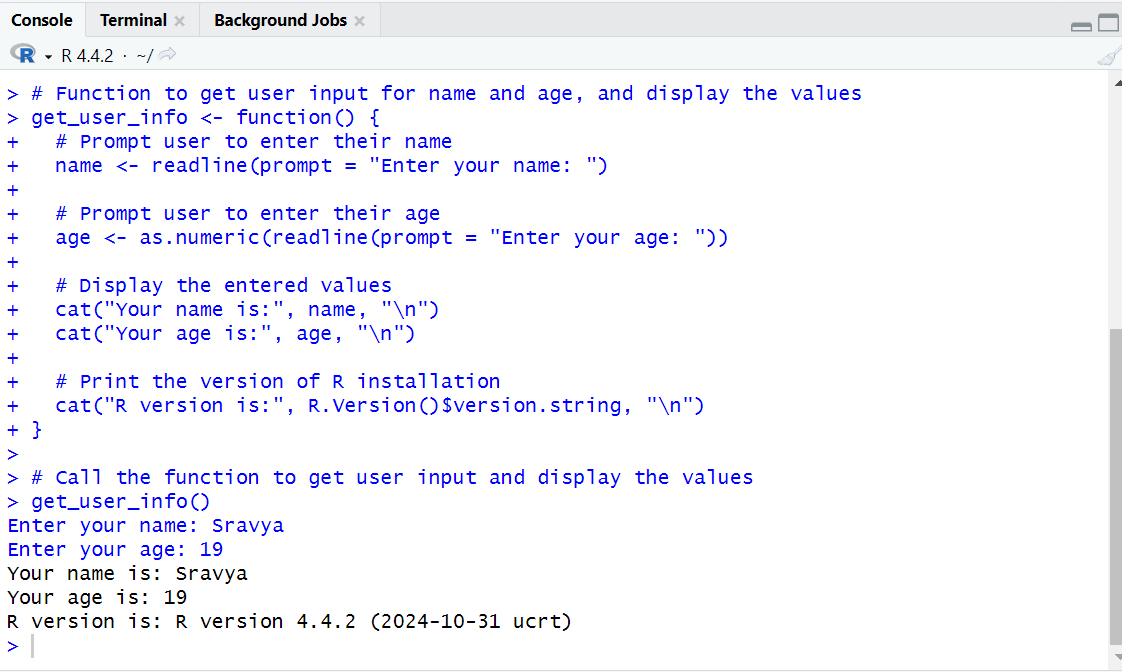 Console Terminal Background Jobs
R R 4.4.2 · ~/
> # Function to get user input for name and age, and display the values
> get_user_info <- function() {
+   # Prompt user to enter their name
+   name <- readline(prompt = "Enter your name: ")
+
+   # Prompt user to enter their age
+   age <- as.numeric(readline(prompt = "Enter your age: "))
+
+   # Display the entered values
+   cat("Your name is:", name, "\n")
+   cat("Your age is:", age, "\n")
+
+   # Print the version of R installation
+   cat("R version is:", R.Version()$version.string, "\n")
+ }
>
> # Call the function to get user input and display the values
> get_user_info()
Enter your name: Sravya
Enter your age: 19
Your name is: Sravya
Your age is: 19
R version is: R version 4.4.2 (2024-10-31 ucrt)
>